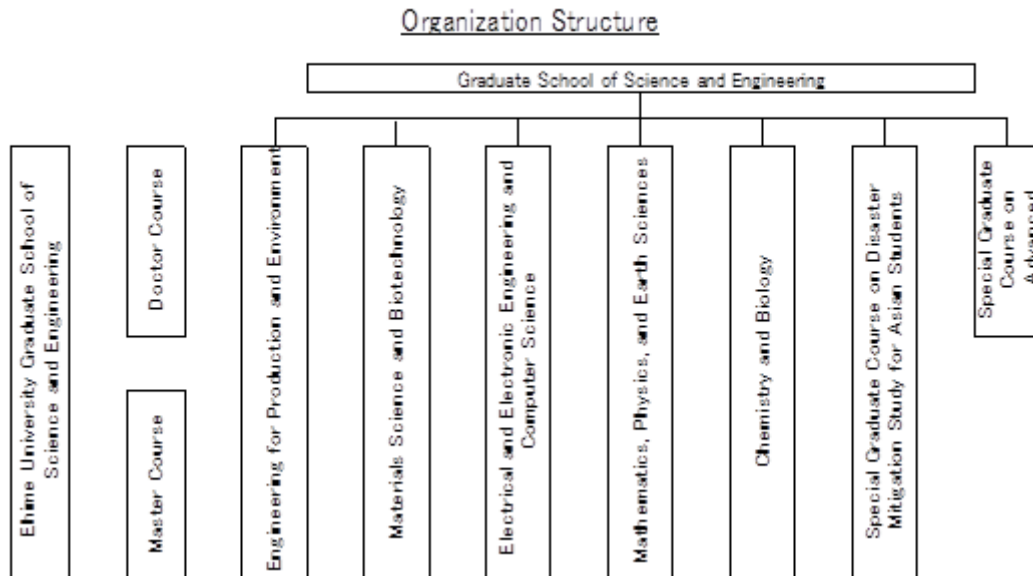 Organization Structure
Graduate School of Science and Engineering
Ehime University Graduate School of
Science and Engineering
Doctor Course
Master Course
Engineering for Production and Environment
Materials Science and Biotechnology
Electrical and Electronic Engineering and
Computer Science
Mathematics, Physics, and Earth Sciences
Chemistry and Biology
Special Graduate Course on Disaster
Mitigation Study for Asian Students
Special Graduate
Course on
Advanced